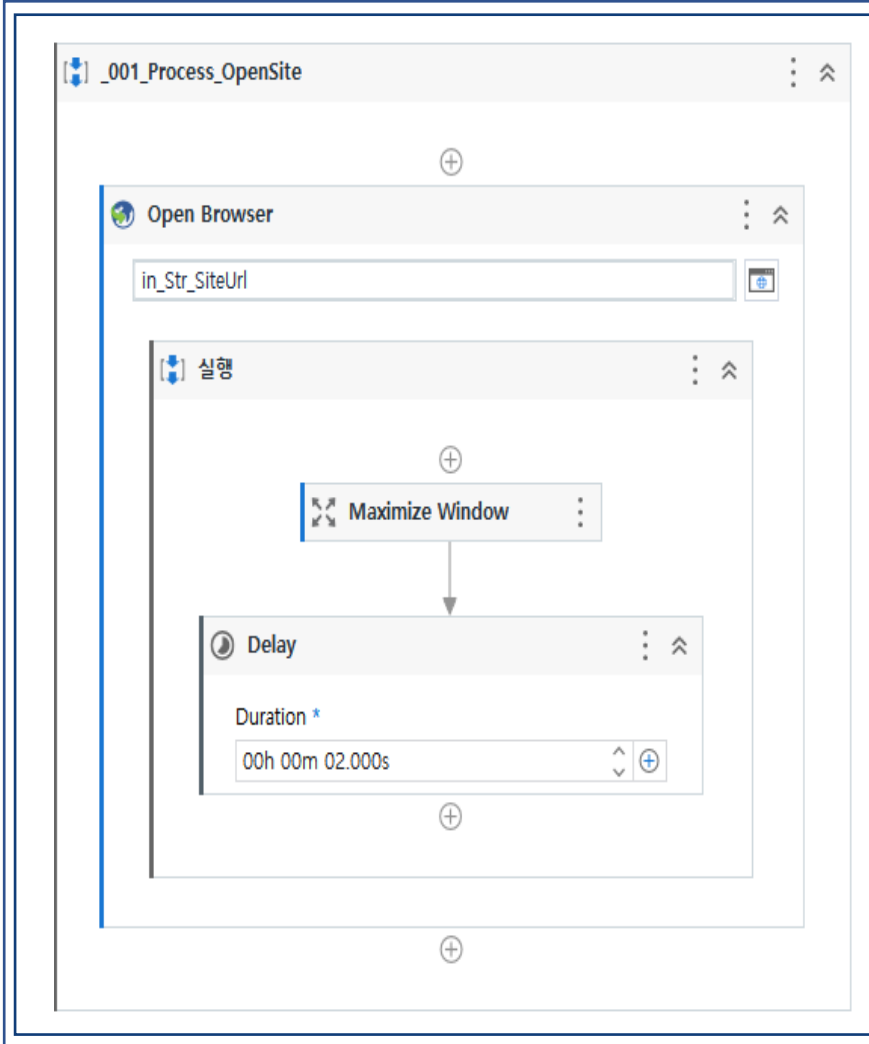 _001_Process_OpenSite
Open Browser
in_Str_SiteUrl
실행
Maximize Window
Delay
Duration *
00h 00m 02.000s